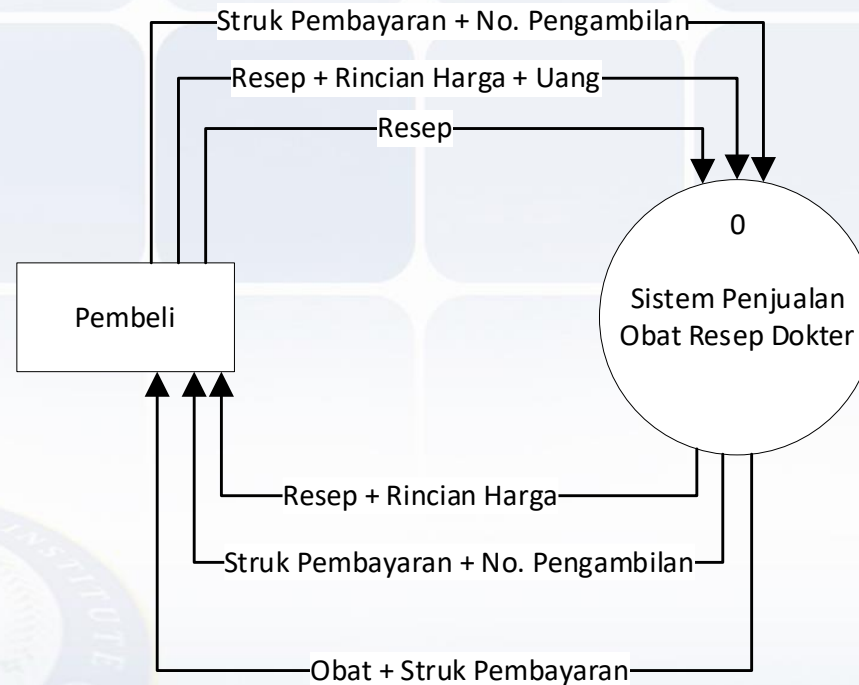 Struk Pembayaran + No. Pengambilan
Resep + Rincian Harga + Uang
Resep
0
Pembeli
Sistem Penjualan
Obat Resep Dokter
Resep + Rincian Harga
Struk Pembayaran + No. Pengambilan
Obat + Struk Pembayaran
INSTITUTE